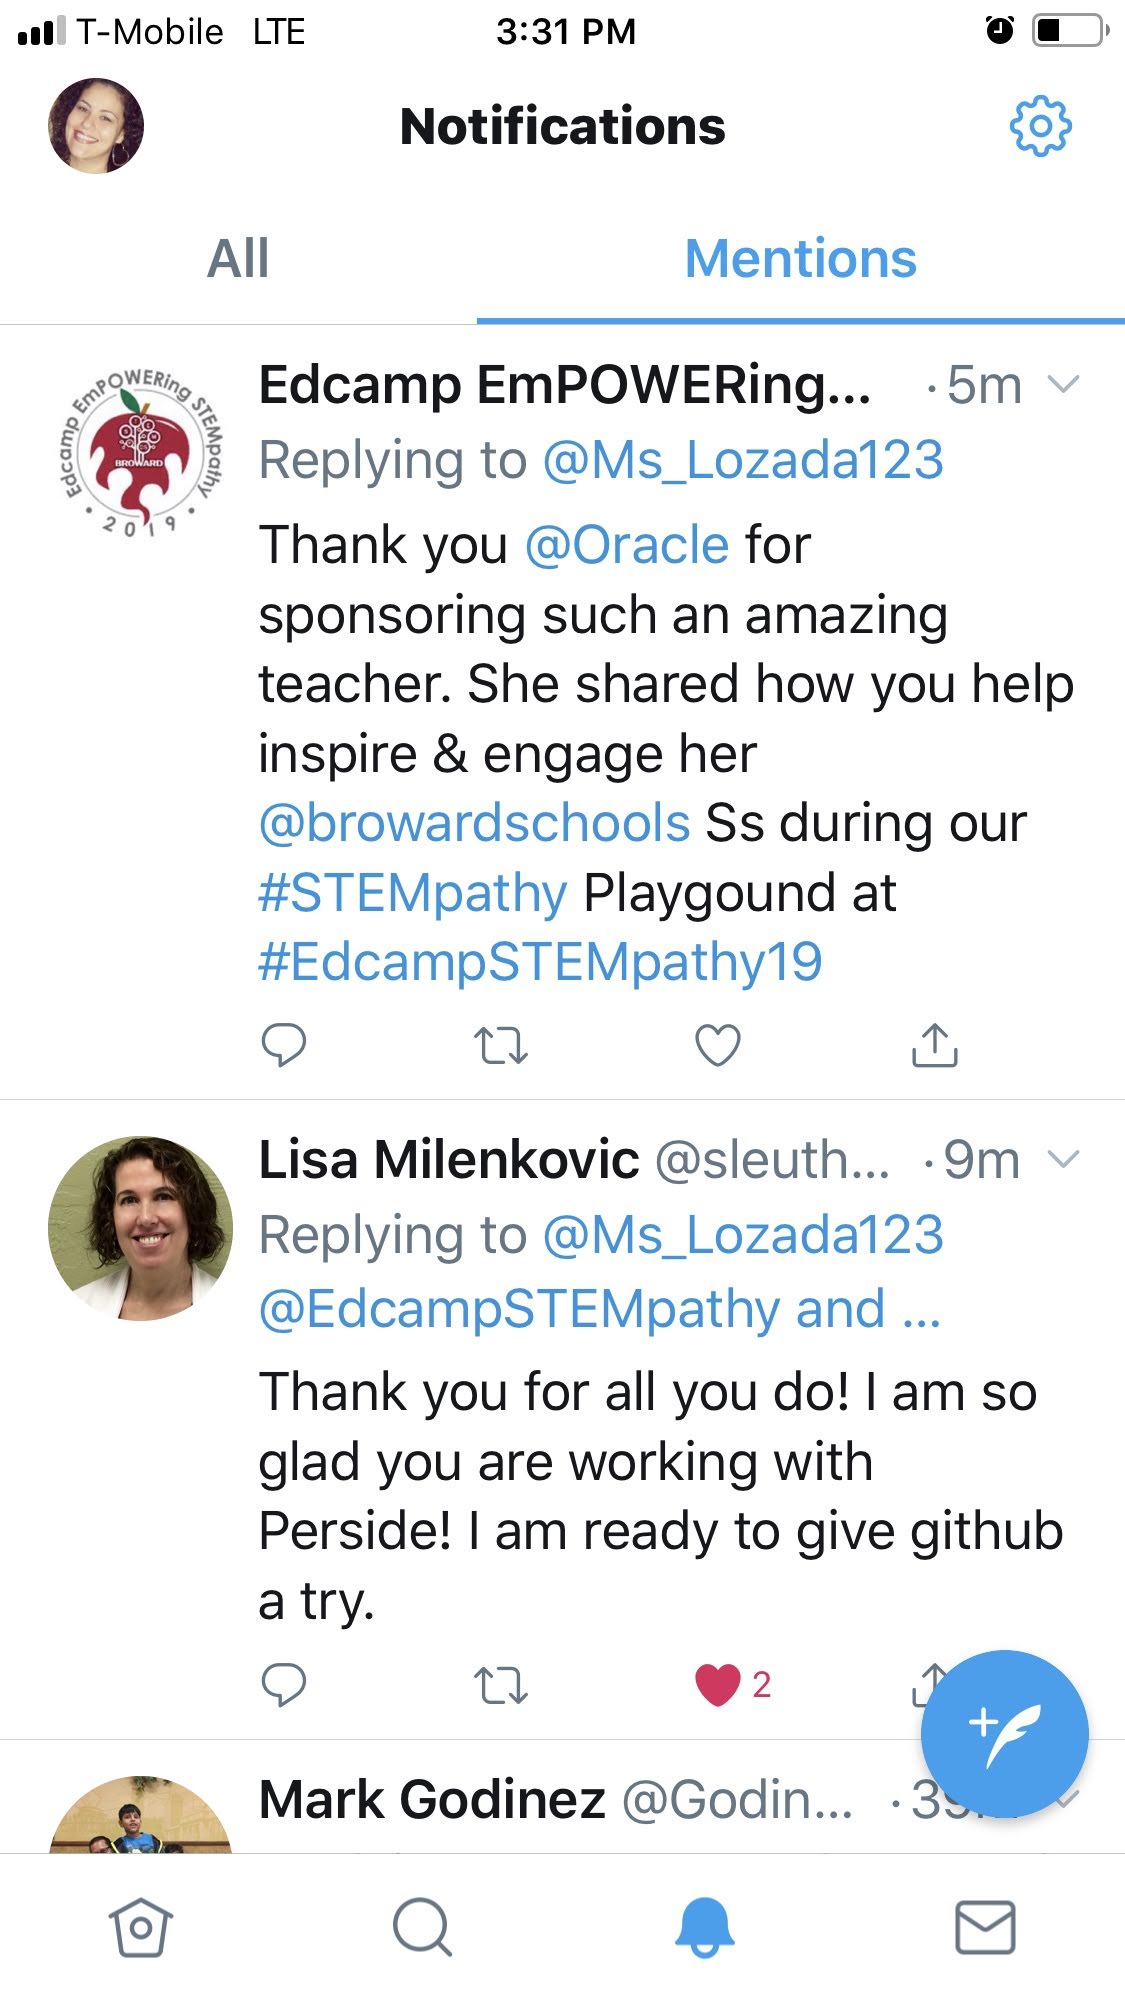 T-Mobile LTE 3:31 PM
Notifications
All Mentions
Edcamp EmPOWERing STEMpathy
BROWARD
• 2019 •
Edcamp EmPOWERing... · 5m
Replying to @Ms_Lozada123
Thank you @Oracle for
sponsoring such an amazing
teacher. She shared how you help
inspire & engage her
@browardschools Ss during our
#STEMpathy Playgound at
#EdcampSTEMpathy19
Lisa Milenkovic @sleuth... · 9m
Replying to @Ms_Lozada123
@EdcampSTEMpathy and ...
Thank you for all you do! I am so
glad you are working with
Perside! I am ready to give github
a try.
2
Mark Godinez @Godin...